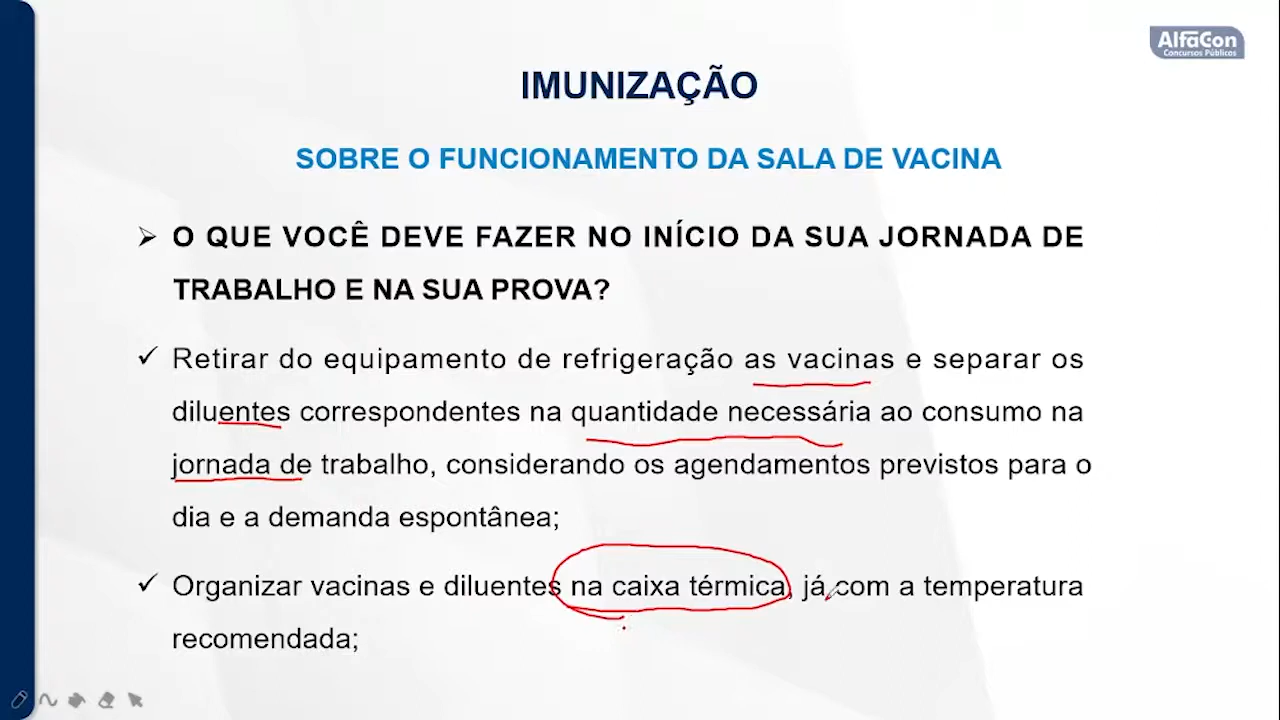 AlfaCon
Concursos Públicos
IMUNIZAÇÃO
SOBRE O FUNCIONAMENTO DA SALA DE VACINA
O QUE VOCÊ DEVE FAZER NO INÍCIO DA SUA JORNADA DE
TRABALHO E NA SUA PROVA?
Retirar do equipamento de refrigeração as vacinas e separar os
diluentes correspondentes na quantidade necessária ao consumo na
jornada de trabalho, considerando os agendamentos previstos para o
dia e a demanda espontânea;
Organizar vacinas e diluentes na caixa térmica, já com a temperatura
recomendada;